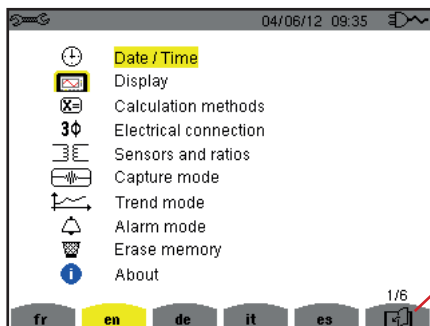 04/06/12 09:35
Date / Time
Display
X= Calculation methods
3ϕ Electrical connection
Sensors and ratios
Capture mode
Trend mode
Alarm mode
Erase memory
i About
1/6
fr en de it es